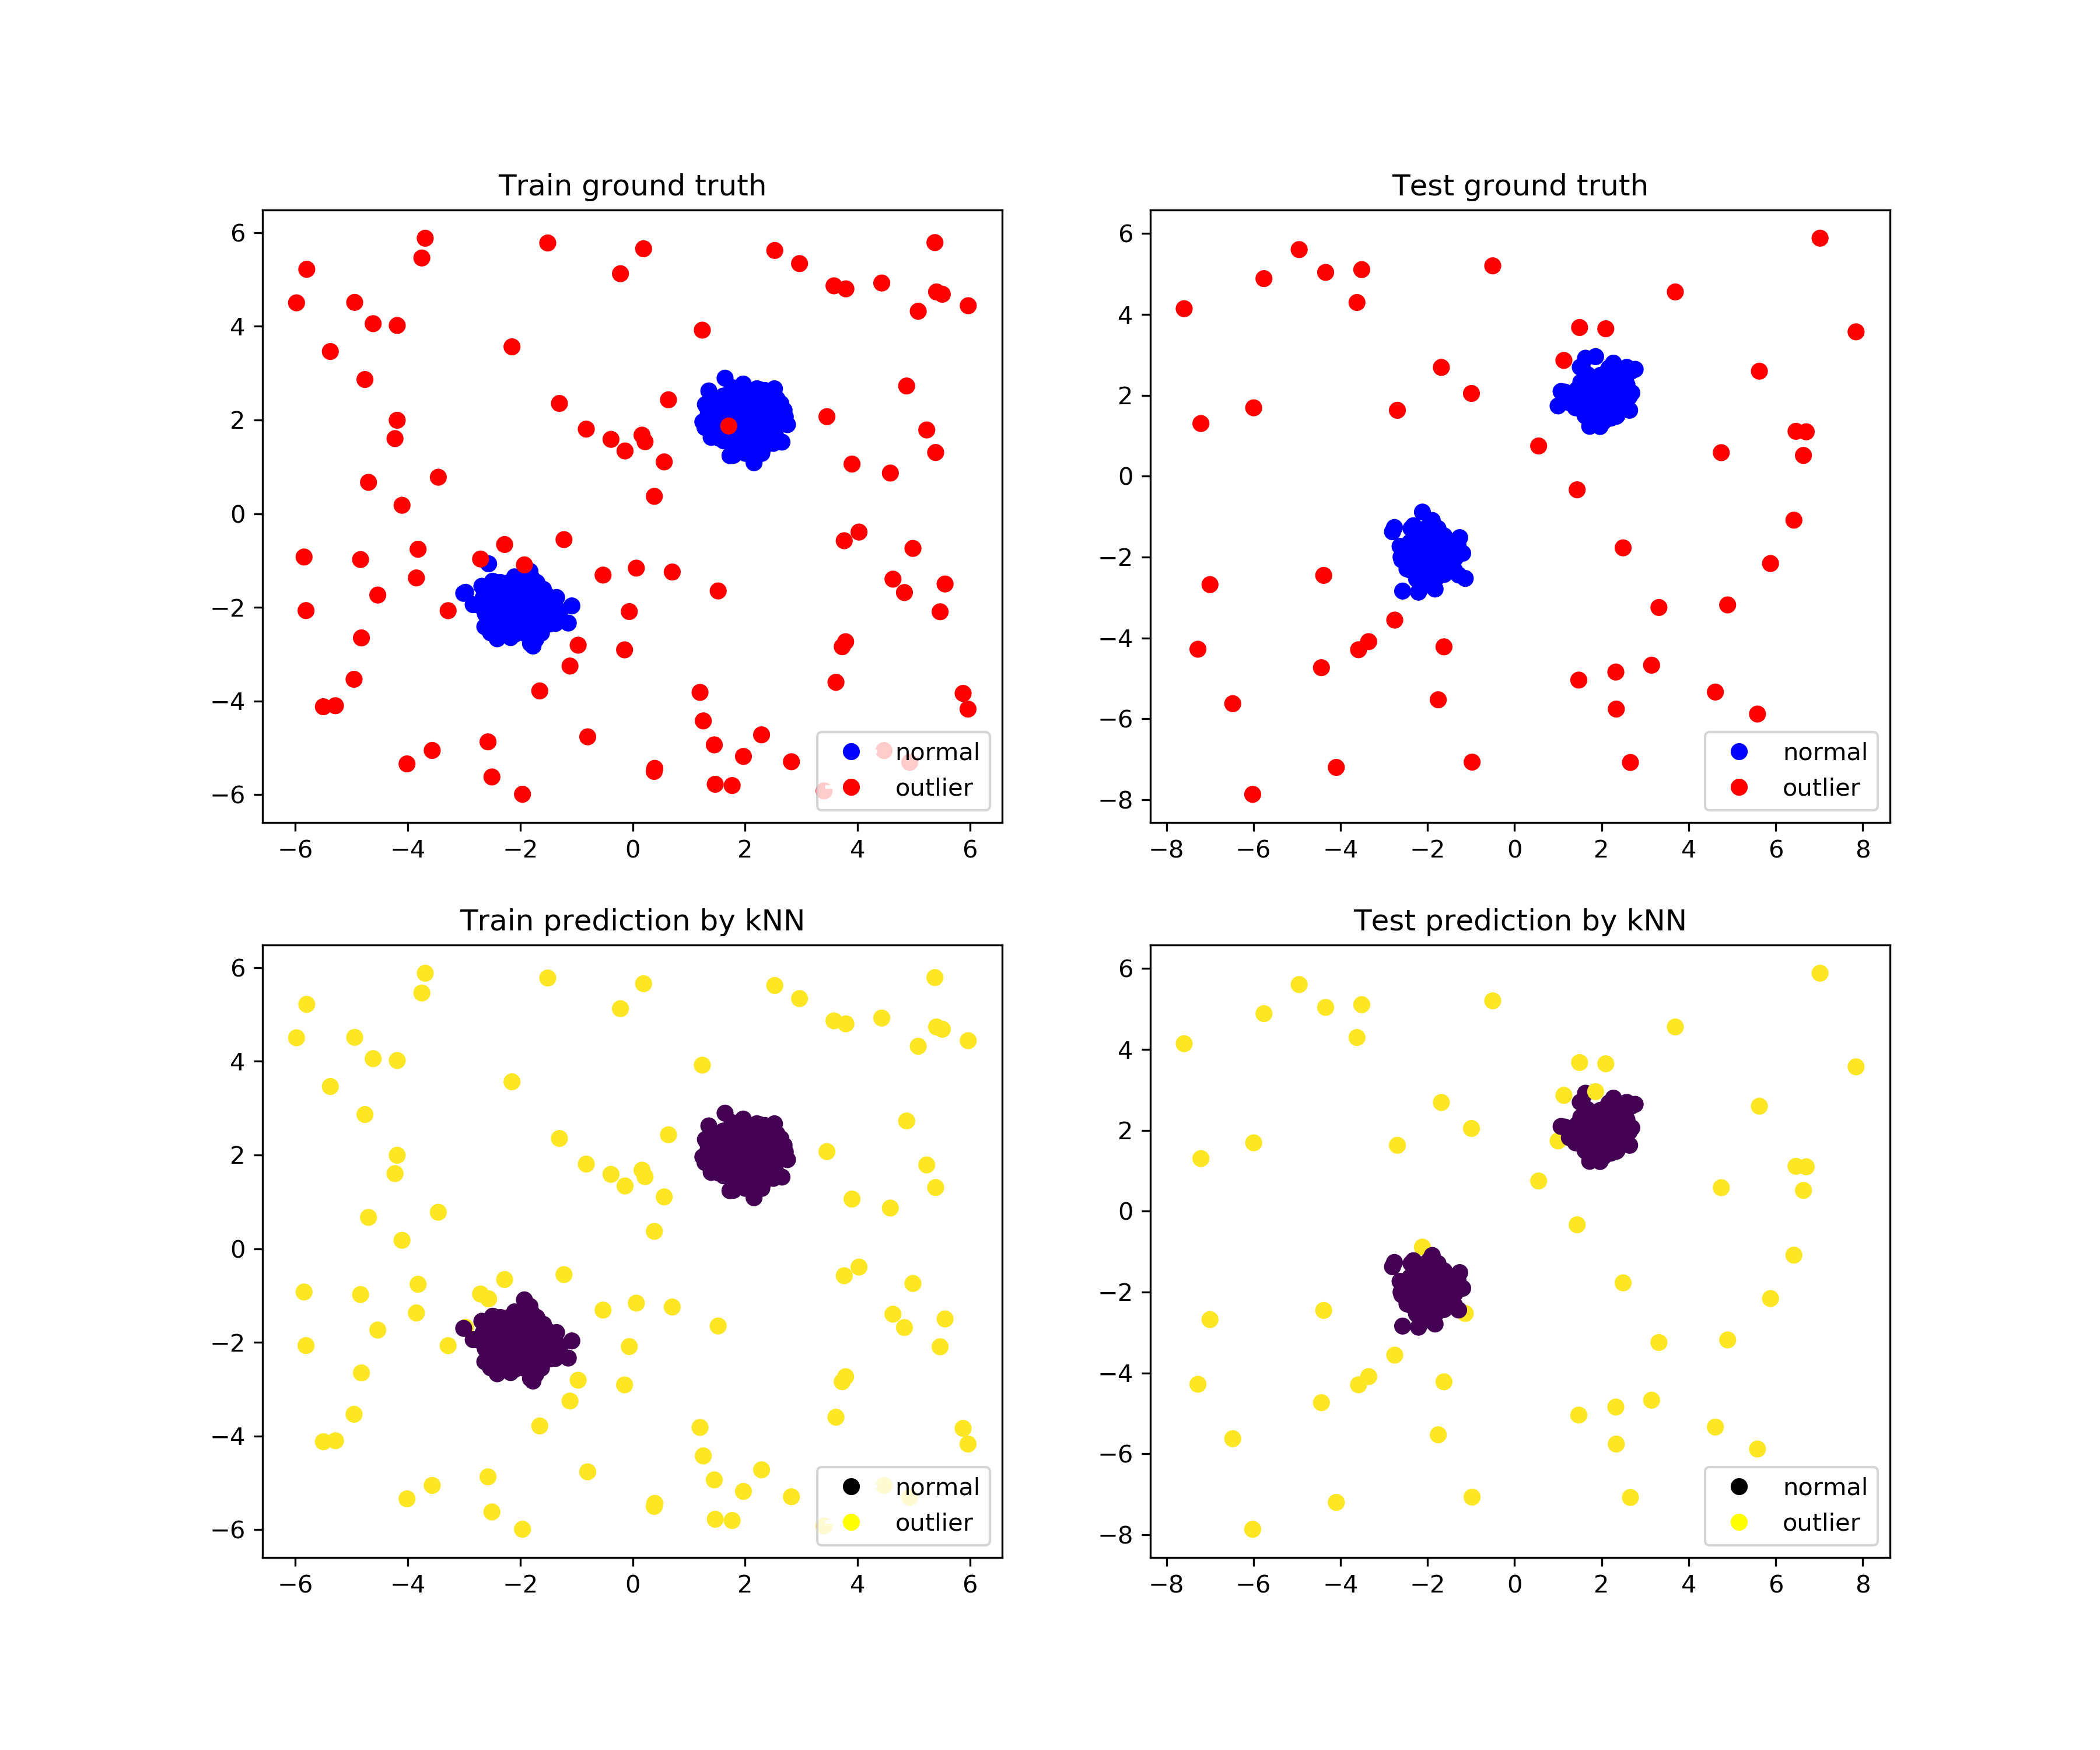 Train ground truth
6
4
2
0
−2
−4
−6
−6 −4 −2 0 2 4 6
normal
outlier
Test ground truth
6
4
2
0
−2
−4
−6
−8
−8 −6 −4 −2 0 2 4 6 8
normal
outlier
Train prediction by kNN
6
4
2
0
−2
−4
−6
−6 −4 −2 0 2 4 6
normal
outlier
Test prediction by kNN
6
4
2
0
−2
−4
−6
−8
−8 −6 −4 −2 0 2 4 6 8
normal
outlier